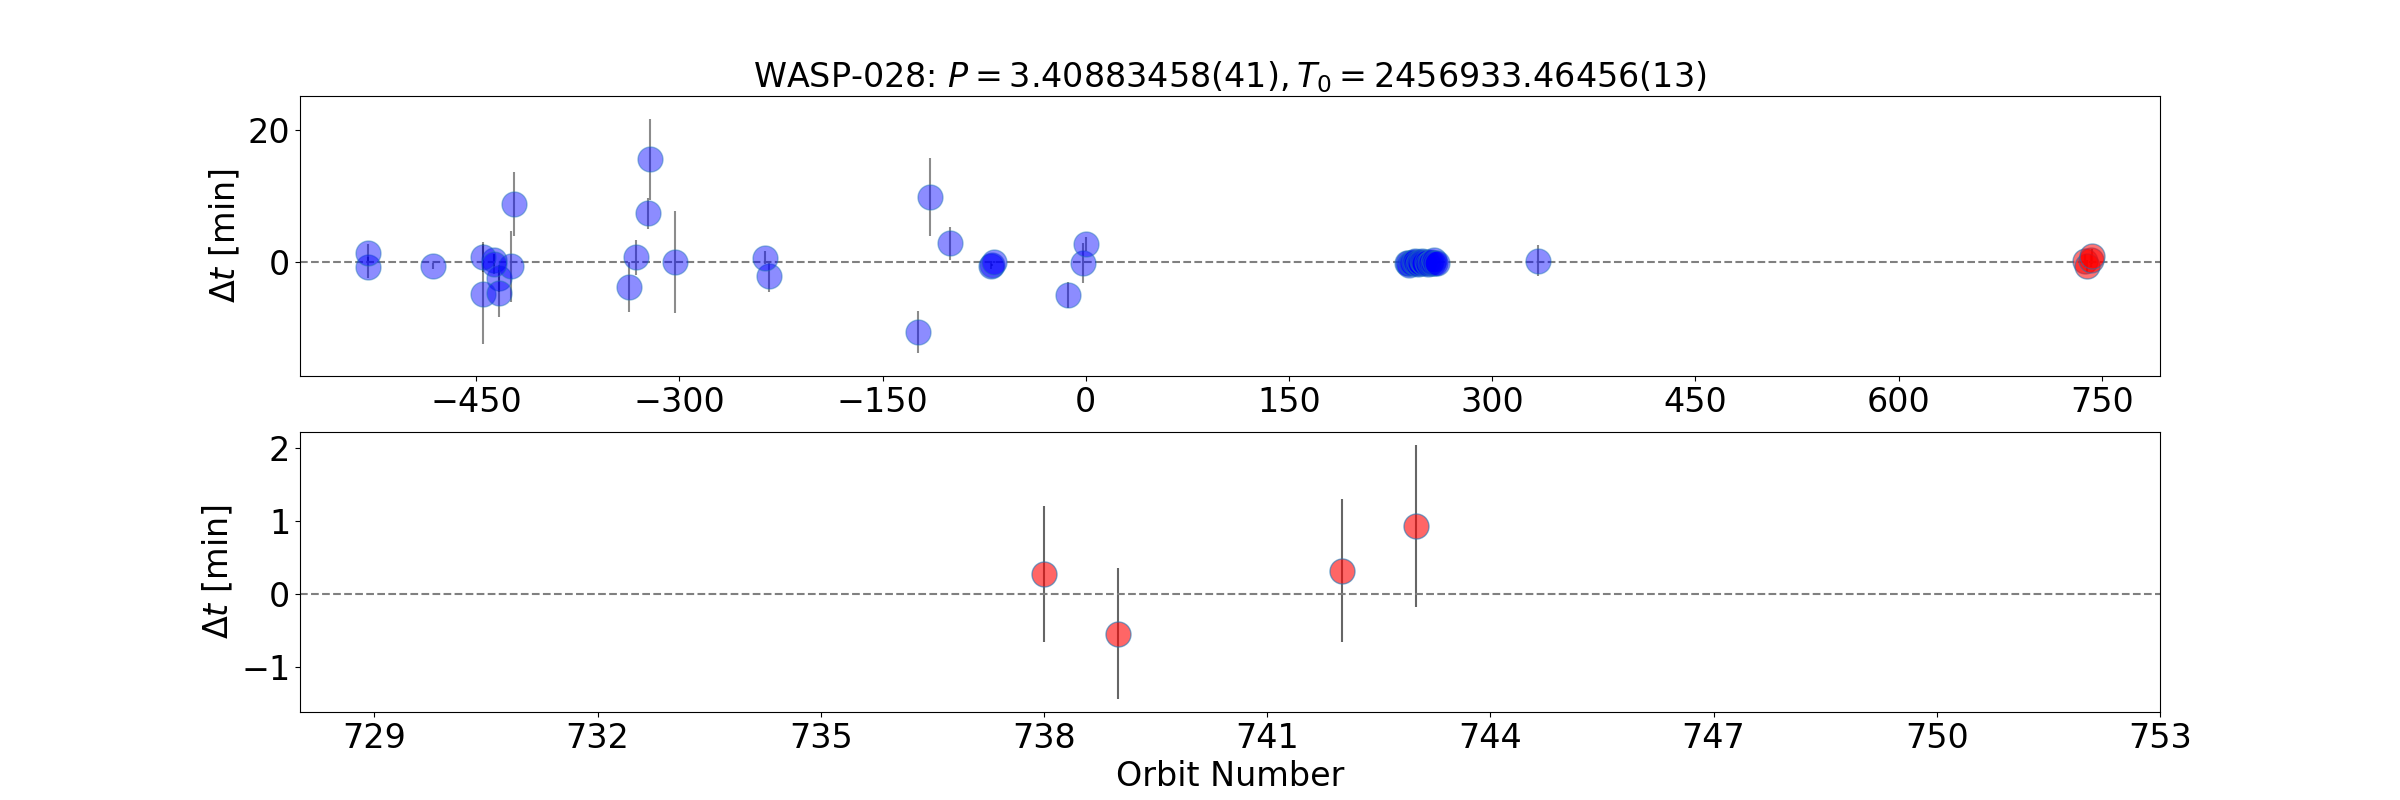 WASP-028: P = 3.40883458(41), T₀ = 2456933.46456(13)
20
0
Δt [min]
−450 −300 −150 0 150 300 450 600 750
2
1
0
−1
Δt [min]
729 732 735 738 741 744 747 750 753
Orbit Number